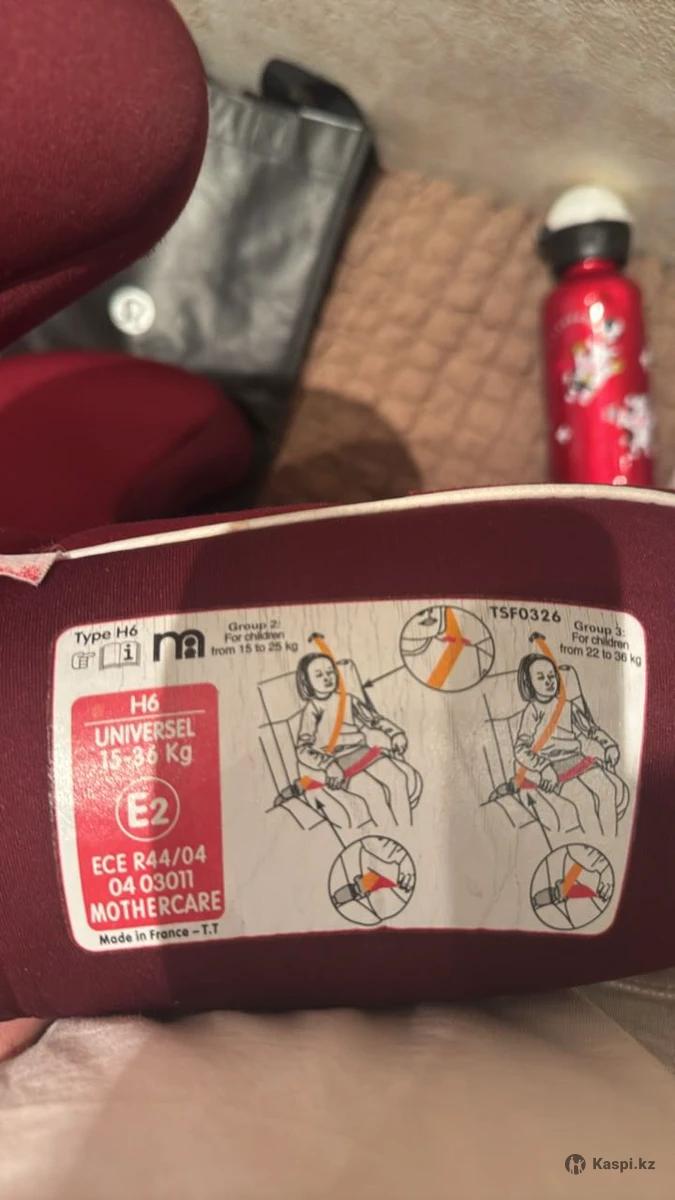 Type H6
Group 2:
For children
from 15 to 25 kg
TSF0326
Group 3:
For children
from 22 to 36 kg
H6
UNIVERSEL
15-36 Kg
E2
ECE R44/04
04 03011
MOTHERCARE
Made in France – T.T
Kaspi.kz